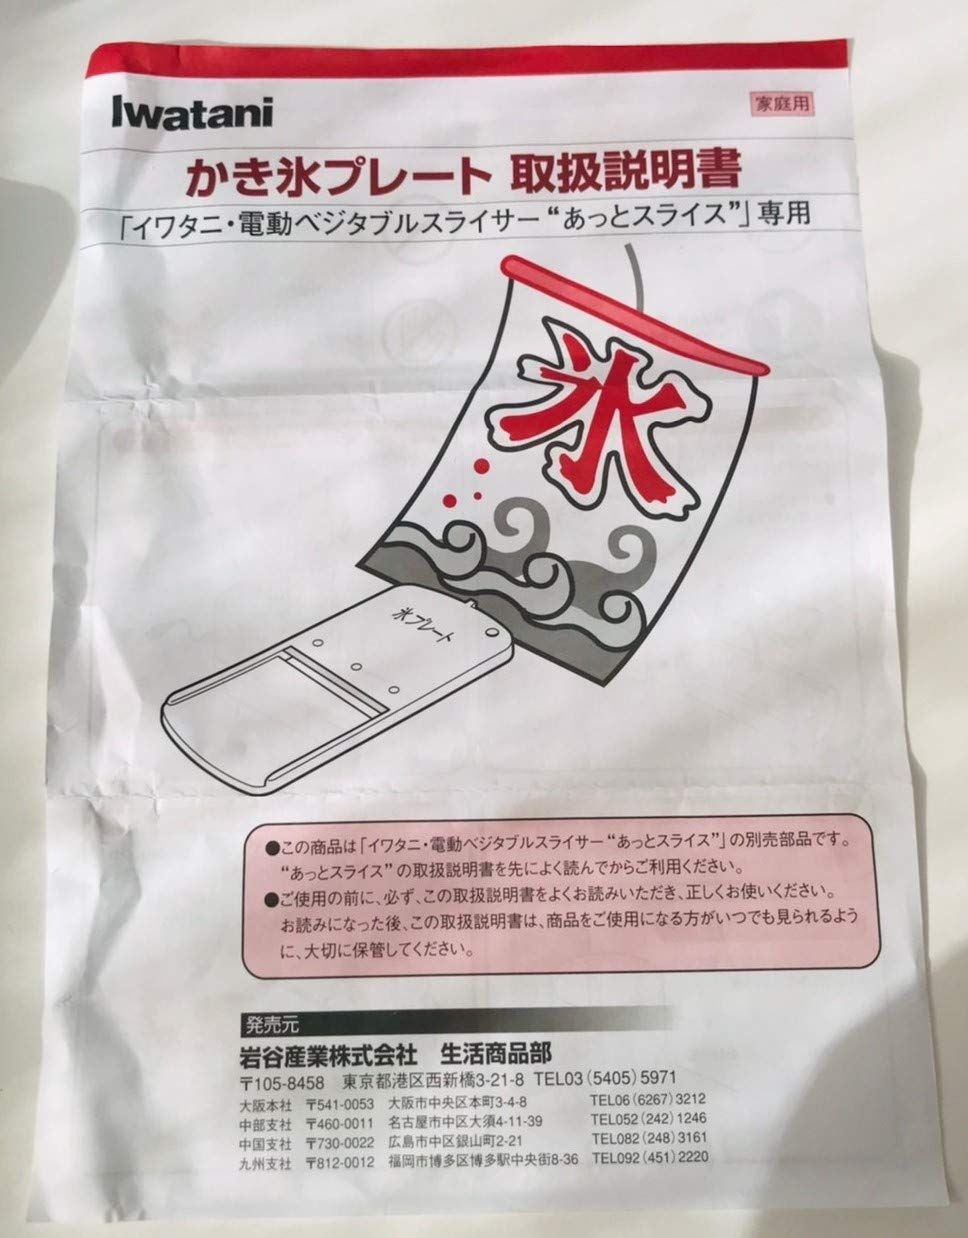 Iwatani
家庭用
かき氷プレート 取扱説明書
「イワタニ・電動ベジタブルスライサー“あっとスライス”」専用
氷
氷プレート
●この商品は「イワタニ・電動ベジタブルスライサー“あっとスライス”」の別売部品です。
“あっとスライス”の取扱説明書を先によく読んでからご利用ください。
●ご使用の前に、必ず、この取扱説明書をよくお読みいただき、正しくお使いください。
お読みになった後、この取扱説明書は、商品をご使用になる方がいつでも見られるよう
に、大切に保管してください。
発売元
岩谷産業株式会社 生活商品部
〒105-8458 東京都港区西新橋3-21-8 TEL03(5405)5971
大阪本社 〒541-0053 大阪市中央区本町3-4-8 TEL06(6267)3212
中部支社 〒460-0011 名古屋市中区大須4-11-39 TEL052(242)1246
中国支社 〒730-0022 広島市中区銀山町2-21 TEL082(248)3161
九州支社 〒812-0012 福岡市博多区博多駅中央街8-36 TEL092(451)2220